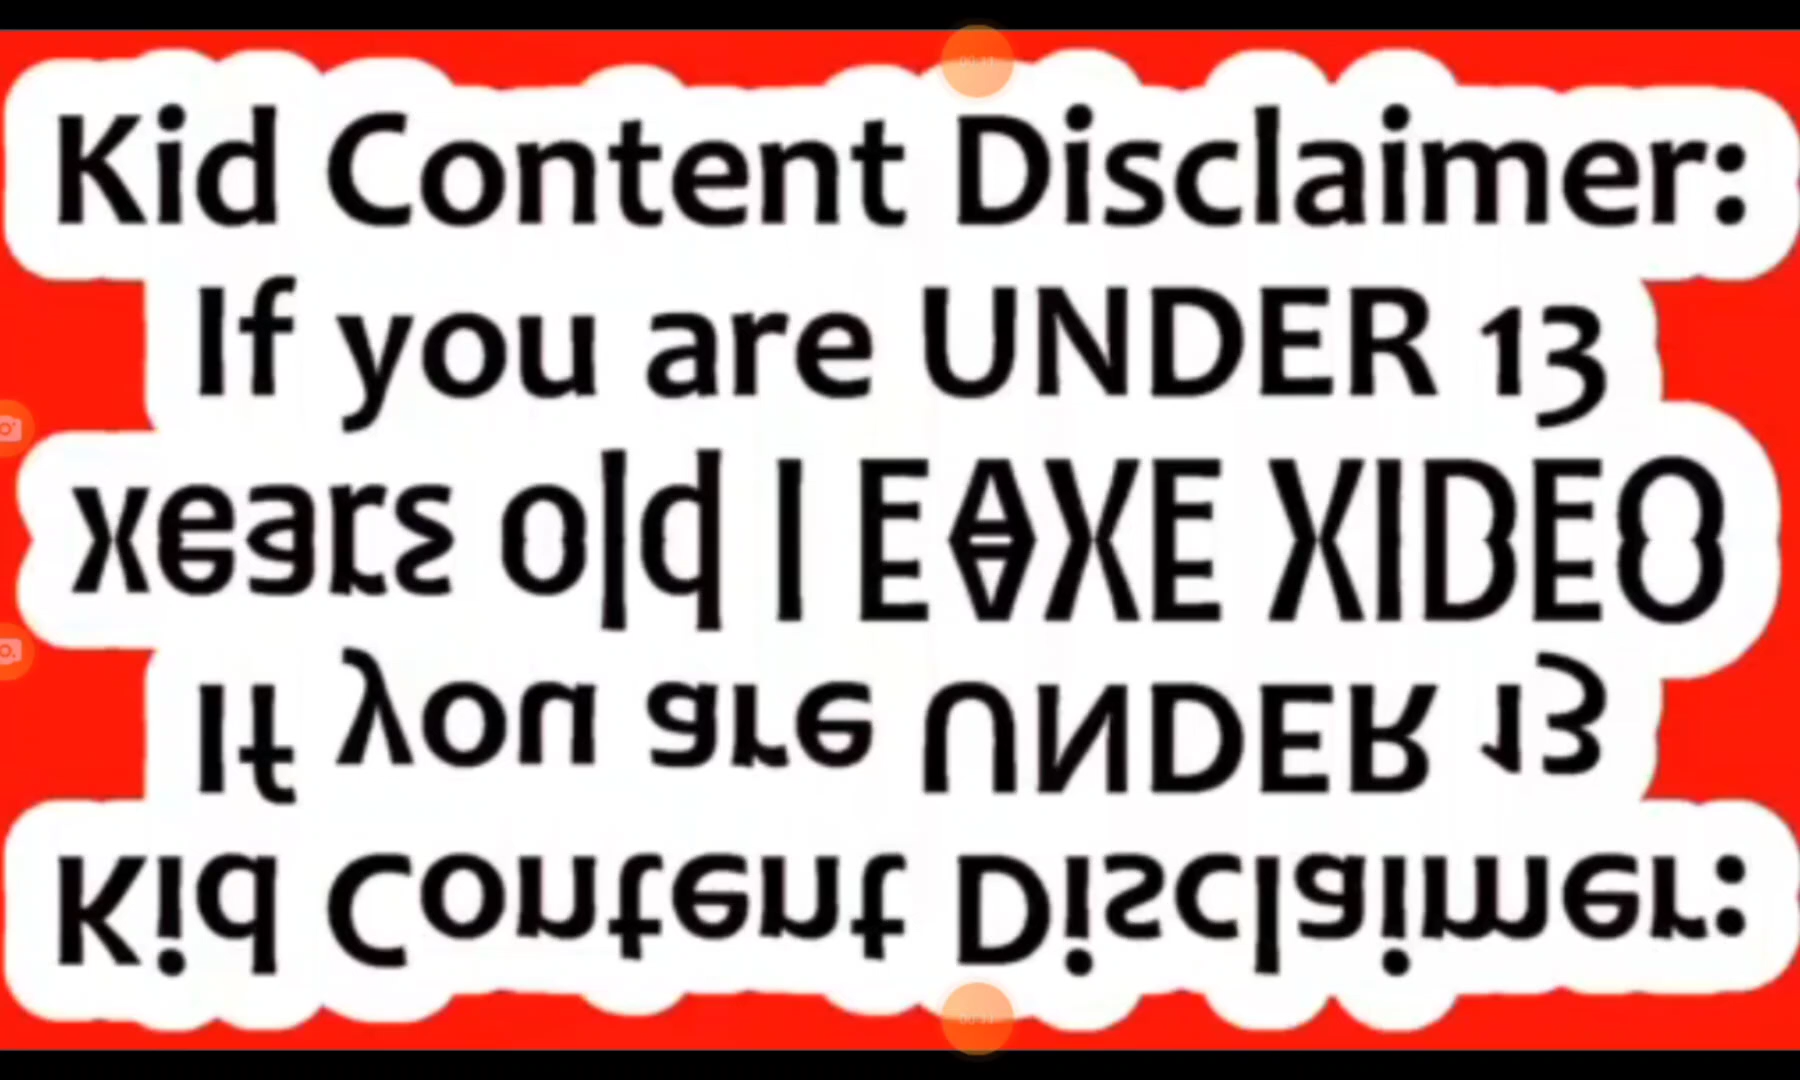 Kid Content Disclaimer:
If you are UNDER 13
years old LEAVE VIDEO
If you are UNDER 13
Kid Content Disclaimer: